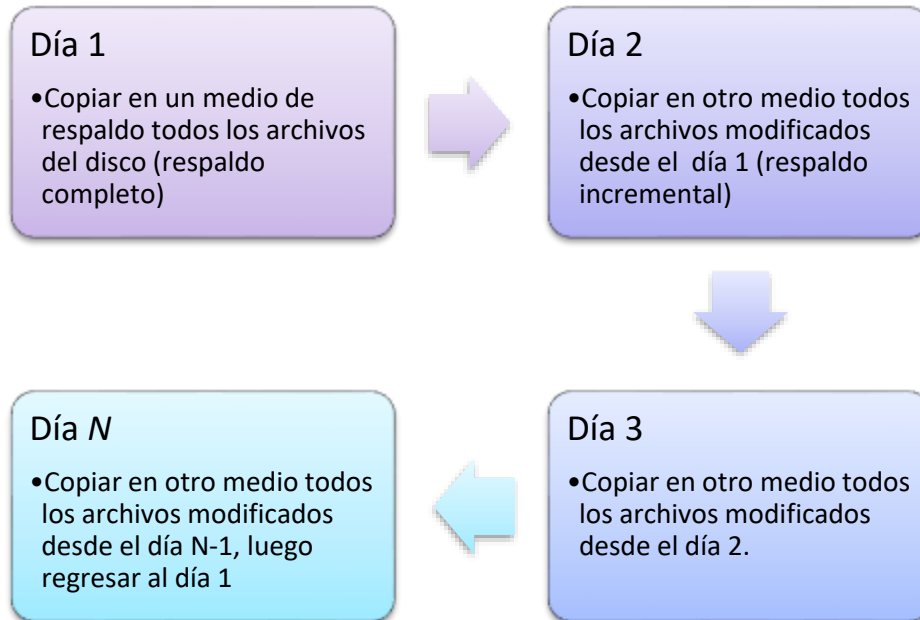 Día 1
•Copiar en un medio de
respaldo todos los archivos
del disco (respaldo
completo)
Día 2
•Copiar en otro medio todos
los archivos modificados
desde el día 1 (respaldo
incremental)
Día 3
•Copiar en otro medio todos
los archivos modificados
desde el día 2.
Día N
•Copiar en otro medio todos
los archivos modificados
desde el día N-1, luego
regresar al día 1